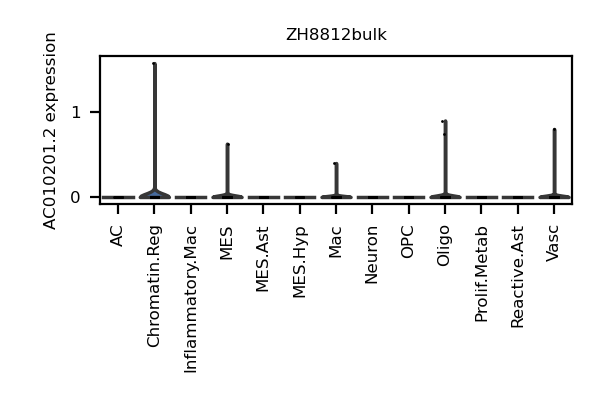 ZH8812bulk
AC010201.2 expression
1
0
AC
Chromatin.Reg
Inflammatory.Mac
MES
MES.Ast
MES.Hyp
Mac
Neuron
OPC
Oligo
Prolif.Metab
Reactive.Ast
Vasc